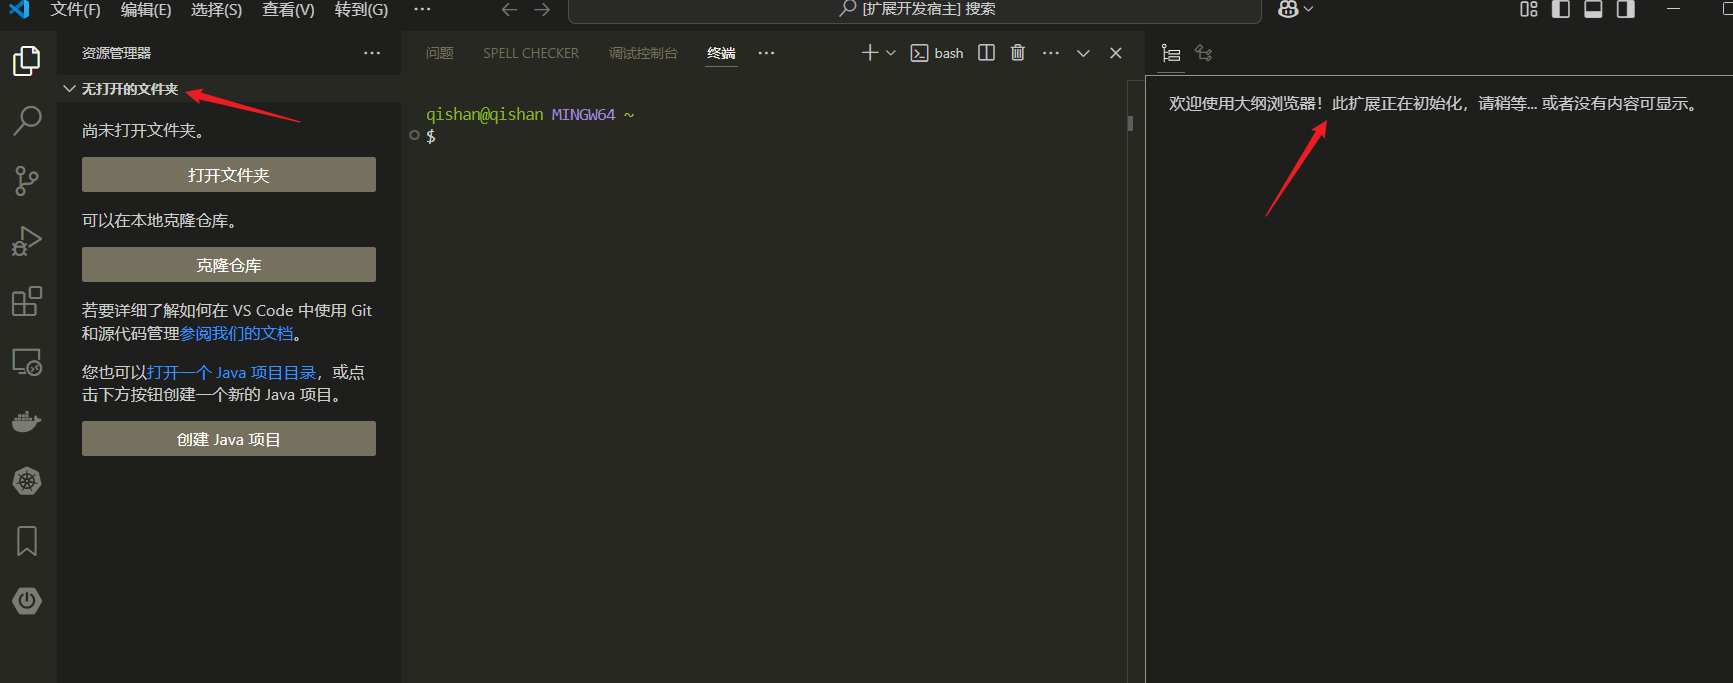 文件(F) 编辑(E) 选择(S) 查看(V) 转到(G) ··· [扩展开发宿主] 搜索
资源管理器 ···
无打开的文件夹
尚未打开文件夹。
打开文件夹
可以在本地克隆仓库。
克隆仓库
若要详细了解如何在 VS Code 中使用 Git
和源代码管理参阅我们的文档。
您也可以打开一个 Java 项目目录，或点
击下方按钮创建一个新的 Java 项目。
创建 Java 项目
问题 SPELL CHECKER 调试控制台 终端 ··· bash ···
qishan@qishan MINGW64 ~
$
欢迎使用大纲浏览器！此扩展正在初始化，请稍等... 或者没有内容可显示。